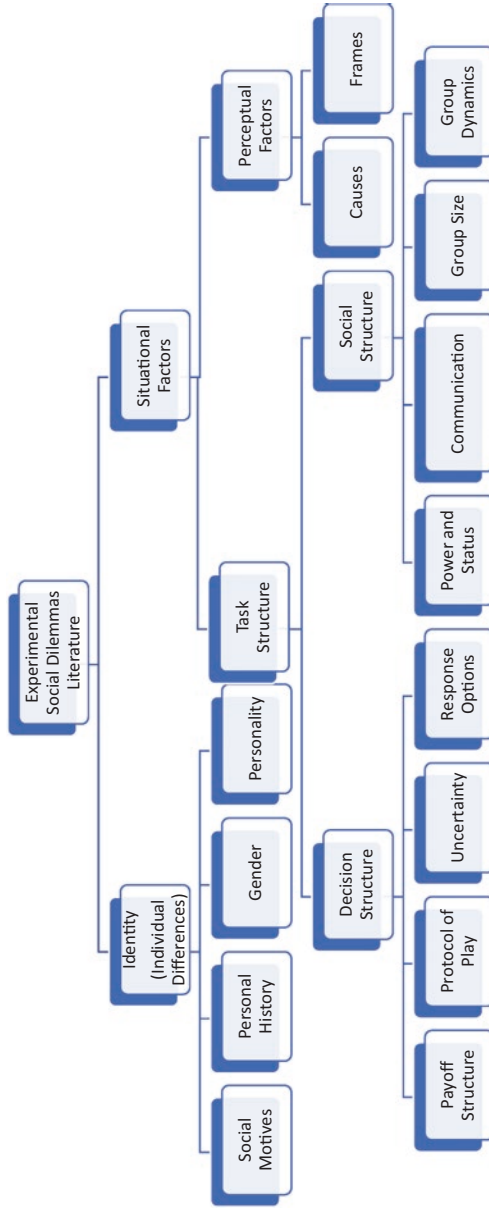 Experimental
Social Dilemmas
Literature
Identity
(Individual
Differences)
Situational
Factors
Social
Motives
Personal
History
Gender
Personality
Task
Structure
Perceptual
Factors
Decision
Structure
Social
Structure
Causes
Frames
Payoff
Structure
Protocol of
Play
Uncertainty
Response
Options
Power and
Status
Communication
Group Size
Group
Dynamics